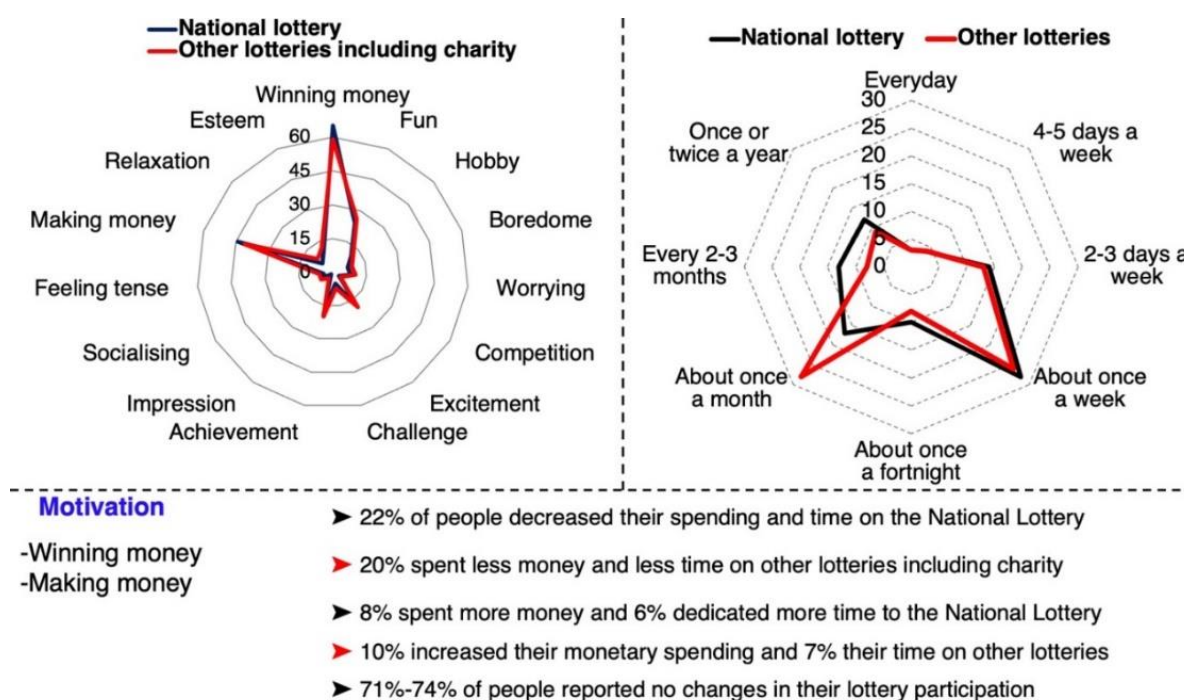 National lottery
Other lotteries including charity
Winning money
Fun
Hobby
Boredome
Worrying
Competition
Excitement
Challenge
Achievement
Impression
Socialising
Feeling tense
Making money
Relaxation
Esteem
60
45
30
15
0
National lottery
Other lotteries
Everyday
4-5 days a
week
2-3 days a
week
About once
a week
About once
a fortnight
About once
a month
Every 2-3
months
Once or
twice a year
30
25
20
15
10
5
0
Motivation
-Winning money
-Making money
➤ 22% of people decreased their spending and time on the National Lottery
➤ 20% spent less money and less time on other lotteries including charity
➤ 8% spent more money and 6% dedicated more time to the National Lottery
➤ 10% increased their monetary spending and 7% their time on other lotteries
➤ 71%-74% of people reported no changes in their lottery participation